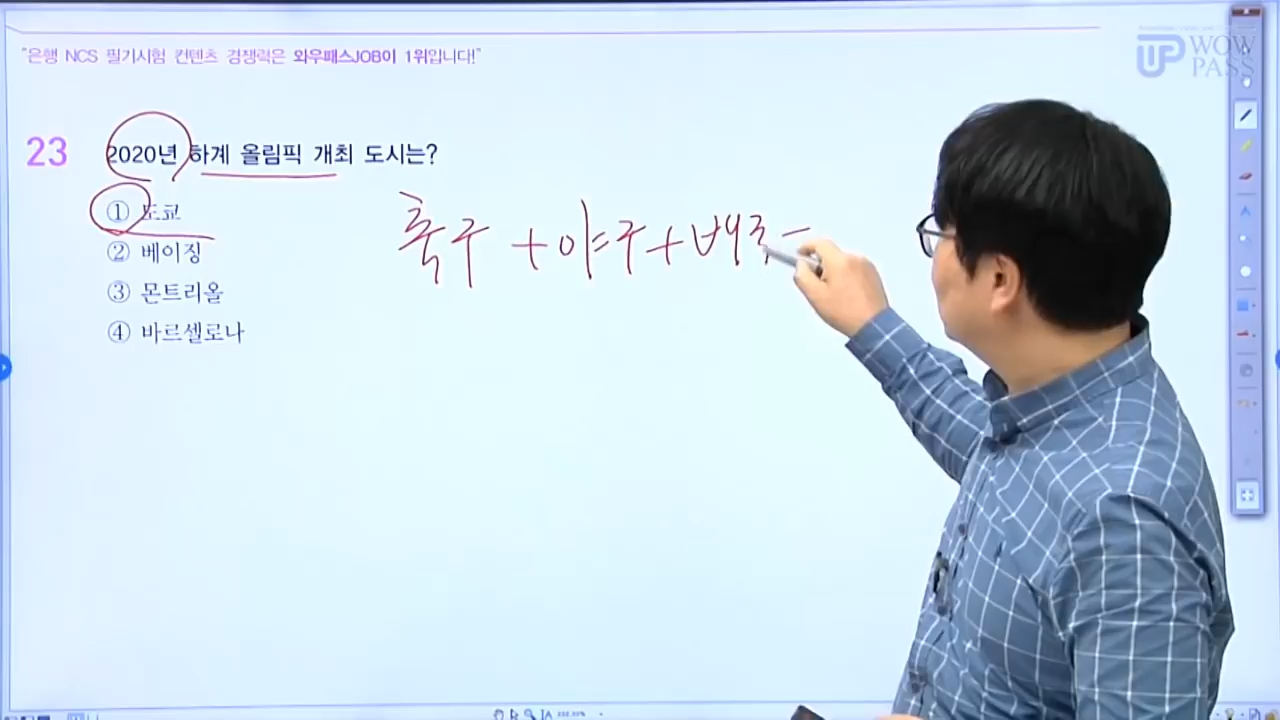 "은행 NCS 필기시험 컨텐츠 경쟁력은 와우패스JOB이 1위입니다!"
WOW
PASS
23 2020년 하계 올림픽 개최 도시는?
① 도쿄
② 베이징
③ 몬트리올
④ 바르셀로나
축구 + 야구 + 배구